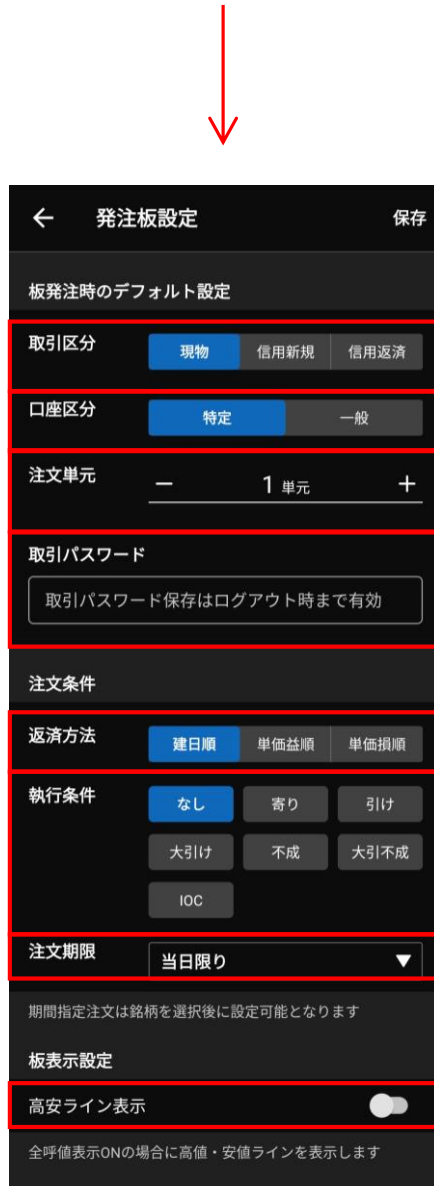 発注板設定 保存
板発注時のデフォルト設定
取引区分 現物 信用新規 信用返済
口座区分 特定 一般
注文単元 − 1 単元 +
取引パスワード
取引パスワード保存はログアウト時まで有効
注文条件
返済方法 建日順 単価益順 単価損順
執行条件 なし 寄り 引け
大引け 不成 大引不成
IOC
注文期限 当日限り
期間指定注文は銘柄を選択後に設定可能となります
板表示設定
高安ライン表示
全呼値表示ONの場合に高値・安値ラインを表示します